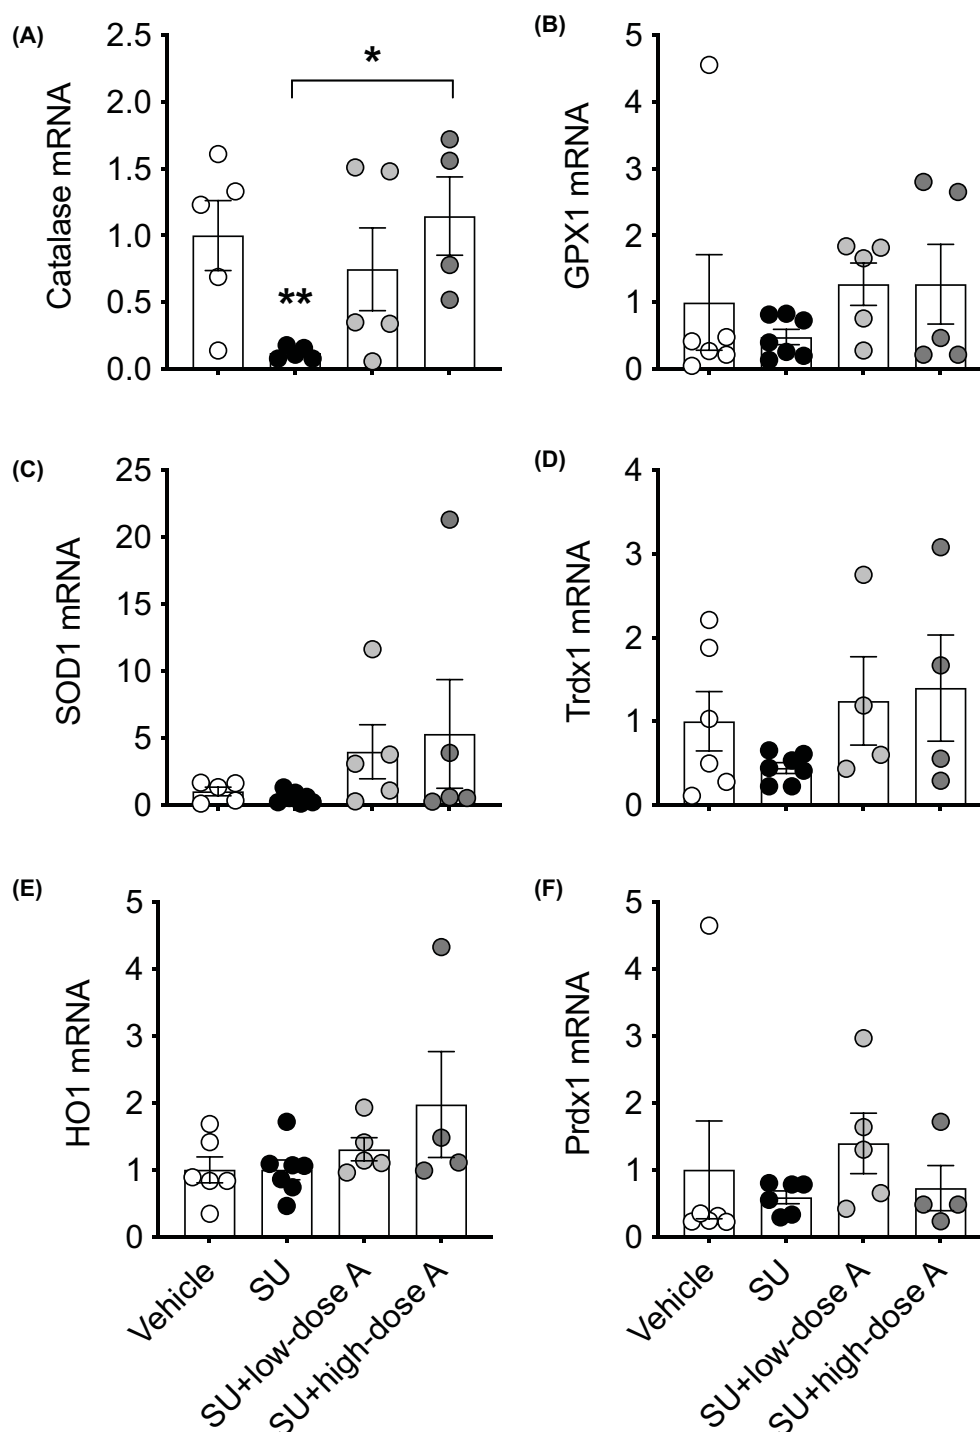 (A)
Catalase mRNA
2.5
2.0
1.5
1.0
0.5
0.0
*
**
(B)
GPX1 mRNA
5
4
3
2
1
0
(C)
SOD1 mRNA
25
20
15
10
5
0
(D)
Trdx1 mRNA
4
3
2
1
0
(E)
HO1 mRNA
5
4
3
2
1
0
Vehicle
SU
SU+low-dose A
SU+high-dose A
(F)
Prdx1 mRNA
5
4
3
2
1
0
Vehicle
SU
SU+low-dose A
SU+high-dose A